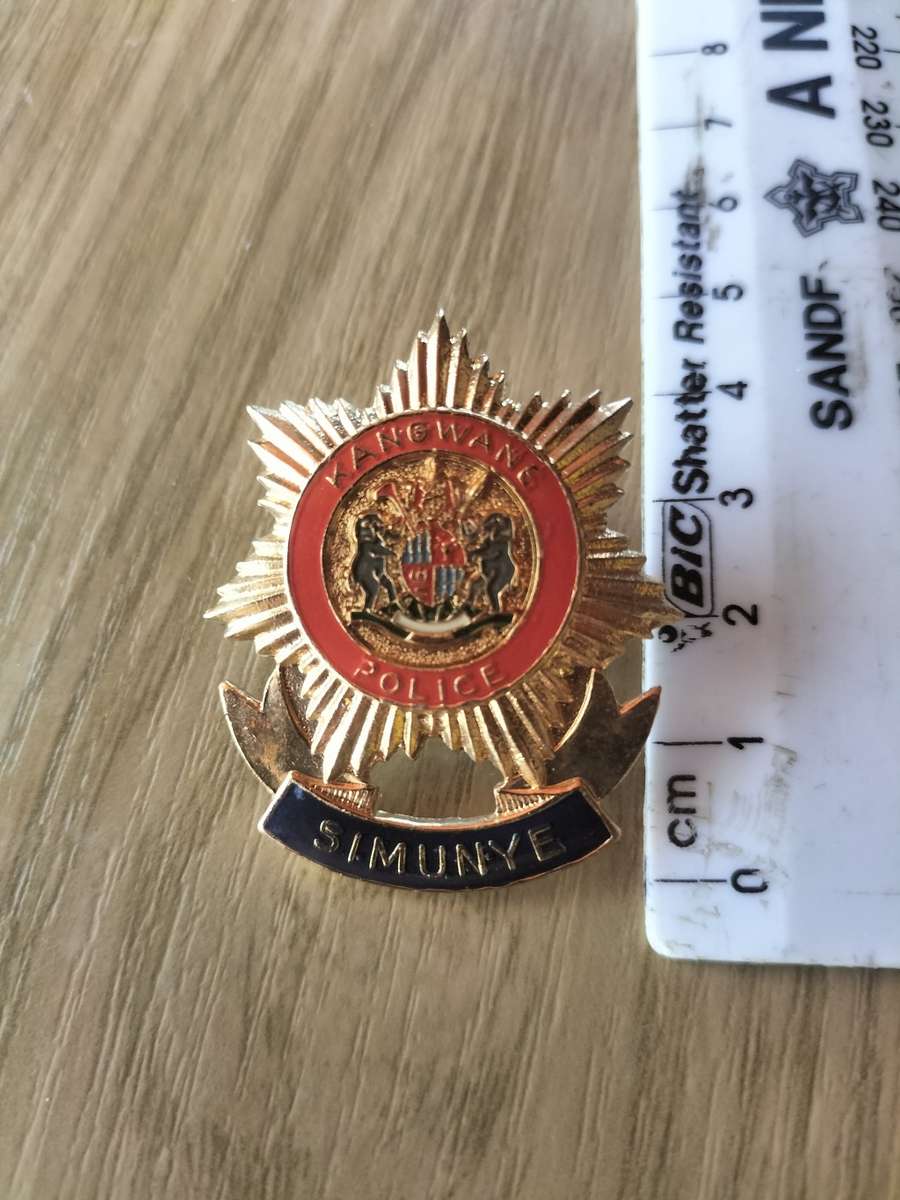 KANGWANE
POLICE
SIMUNYE
cm
0
1
2
3
4
5
6
7
8
BIC Shatter Resistant
SANDF
A
220
230
240